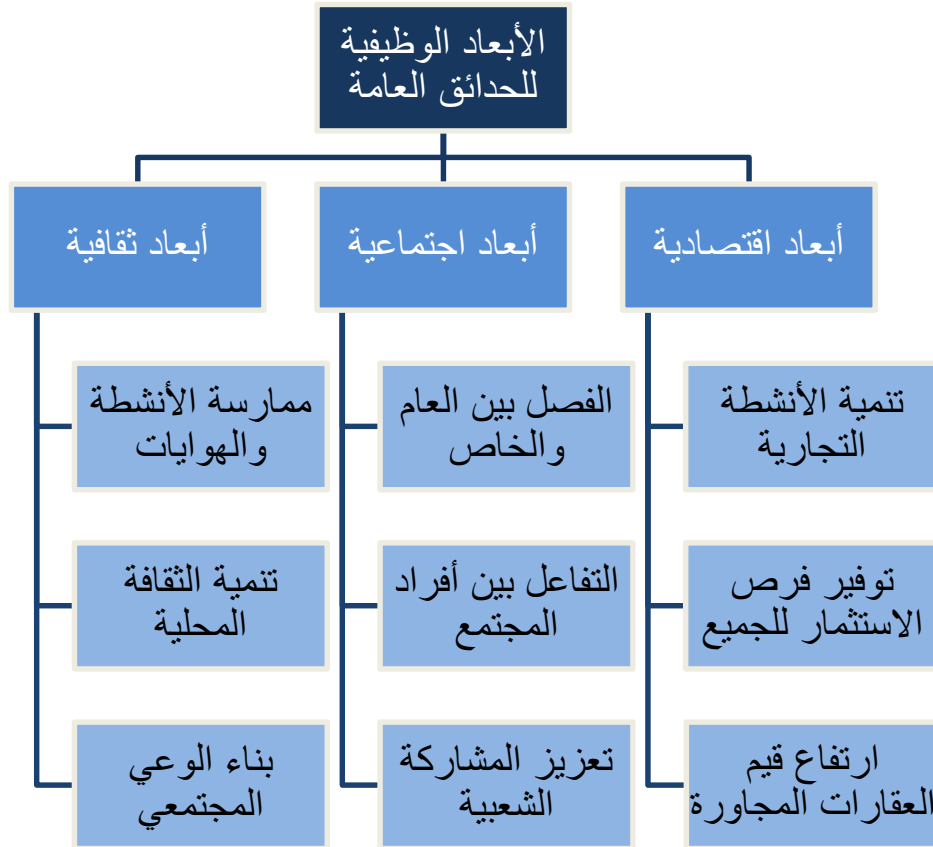 الأبعاد الوظيفية
للحدائق العامة
أبعاد اقتصادية
أبعاد اجتماعية
أبعاد ثقافية
تنمية الأنشطة
التجارية
الفصل بين العام
والخاص
ممارسة الأنشطة
والهوايات
توفير فرص
الاستثمار للجميع
التفاعل بين أفراد
المجتمع
تنمية الثقافة
المحلية
ارتفاع قيم
العقارات المجاورة
تعزيز المشاركة
الشعبية
بناء الوعي
المجتمعي